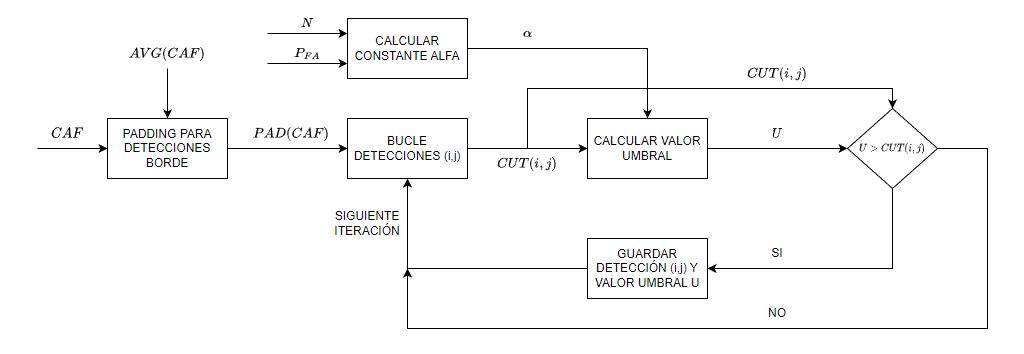 N
P_{FA}
CALCULAR
CONSTANTE ALFA
α
AVG(CAF)
CUT(i, j)
CAF
PADDING PARA
DETECCIONES
BORDE
PAD(CAF)
BUCLE
DETECCIONES (i,j)
CUT(i, j)
CALCULAR VALOR
UMBRAL
U
U > CUT(i, j)
SIGUIENTE
ITERACIÓN
GUARDAR
DETECCIÓN (i,j) Y
VALOR UMBRAL U
SI
NO